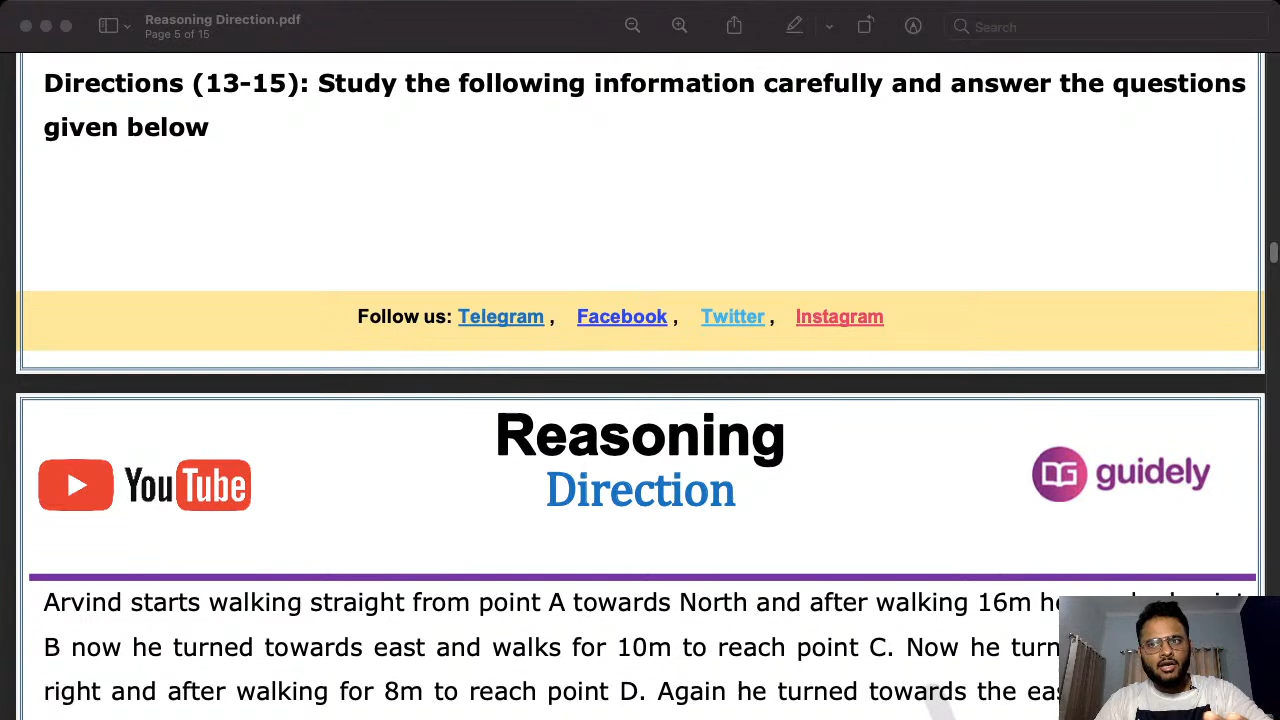 Reasoning Direction.pdf
Page 5 of 15
Search
Directions (13-15): Study the following information carefully and answer the questions
given below
Follow us: Telegram , Facebook , Twitter , Instagram
Reasoning
Direction
YouTube
guidely
Arvind starts walking straight from point A towards North and after walking 16m
B now he turned towards east and walks for 10m to reach point C. Now he
right and after walking for 8m to reach point D. Again he turned towards the